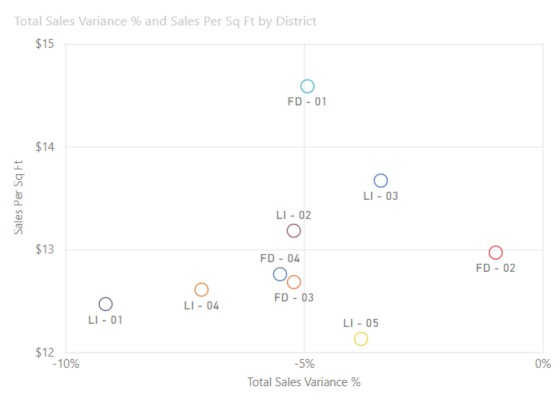 Total Sales Variance % and Sales Per Sq Ft by District
$15
FD - 01
$14
LI - 03
Sales Per Sq Ft
LI - 02
$13
FD - 04
FD - 02
FD - 03
LI - 04
LI - 01
LI - 05
$12
-10%
-5%
0%
Total Sales Variance %